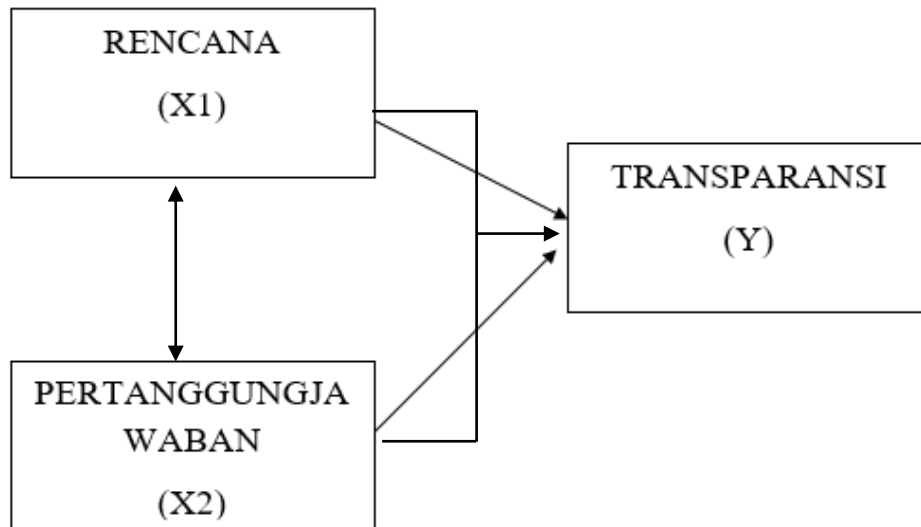 RENCANA
(X1)
TRANSPARANSI
(Y)
PERTANGGUNGJA
WABAN
(X2)